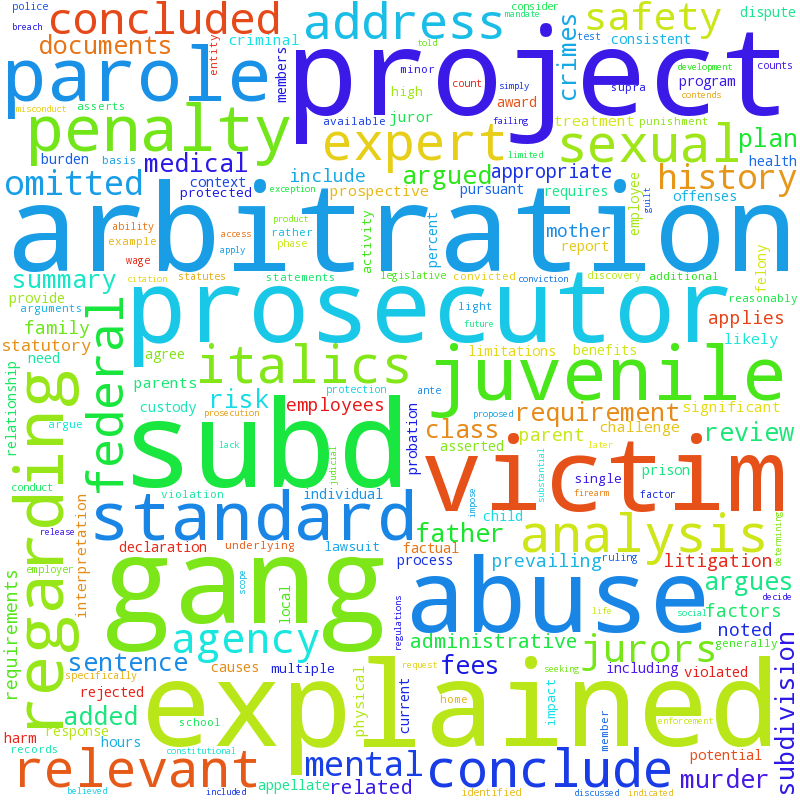 police
concluded
address
consider
mandate
safety
dispute
breach
documents
criminal
told
crimes
test
consistent
parole
entity
members
project
minor
count
simply
development
program
counts
misconduct
asserts
high
supra
contends
penalty
juror
award
available
failing
expert
treatment
punishment
sexual
plan
burden
basis
medical
limited
argued
appropriate
health
omitted
context
protected
include
exception
prospective
pursuant
requires
employee
guilt
history
offenses
arbitration
ability
example
product
access
rather
apply
phase
wage
activity
percent
mother
report
summary
citation
statutes
statements
legislative
convicted
conviction
discovery
additional
felony
provide
arguments
federal
prosecutor
light
future
reasonably
applies
likely
family
statutory
need
agree
italics
limitations
benefits
juvenile
relationship
regarding
parents
custody
risk
protection
prosecution
employees
ante
proposed
requirement
significant
argue
subd
lack
judicial
probation
class
parent
challenge
later
review
asserted
conduct
violation
individual
victim
single
prison
substantial
firearm
factor
release
interpretation
standard
impose
child
father
analysis
determining
declaration
underlying
lawsuit
factual
process
prevailing
ruling
litigation
employer
requirements
gang
scope
local
regulations
abuse
life
social
argues
factors
decide
agency
administrative
jurors
noted
generally
sentence
causes
multiple
fees
including
violated
subdivision
specifically
rejected
request
seeking
added
response
school
explained
physical
current
home
impact
member
enforcement
harm
records
hours
constitutional
relevant
mental
conclude
potential
believed
included
appellate
related
identified
discussed
indicated
murder